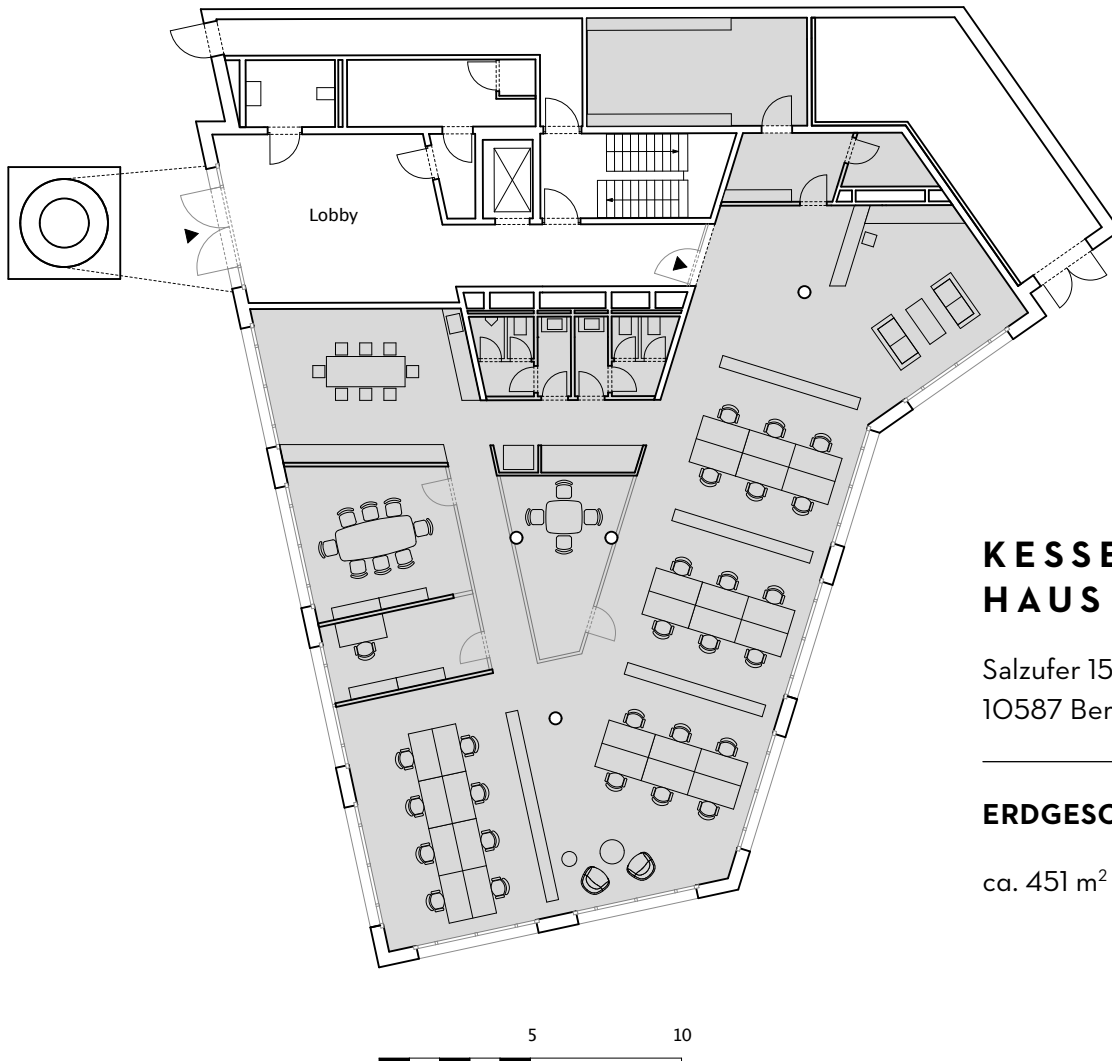 Lobby
KESSE
HAUS
Salzufer 15
10587 Ber
ERDGESC
ca. 451 m²
5 10